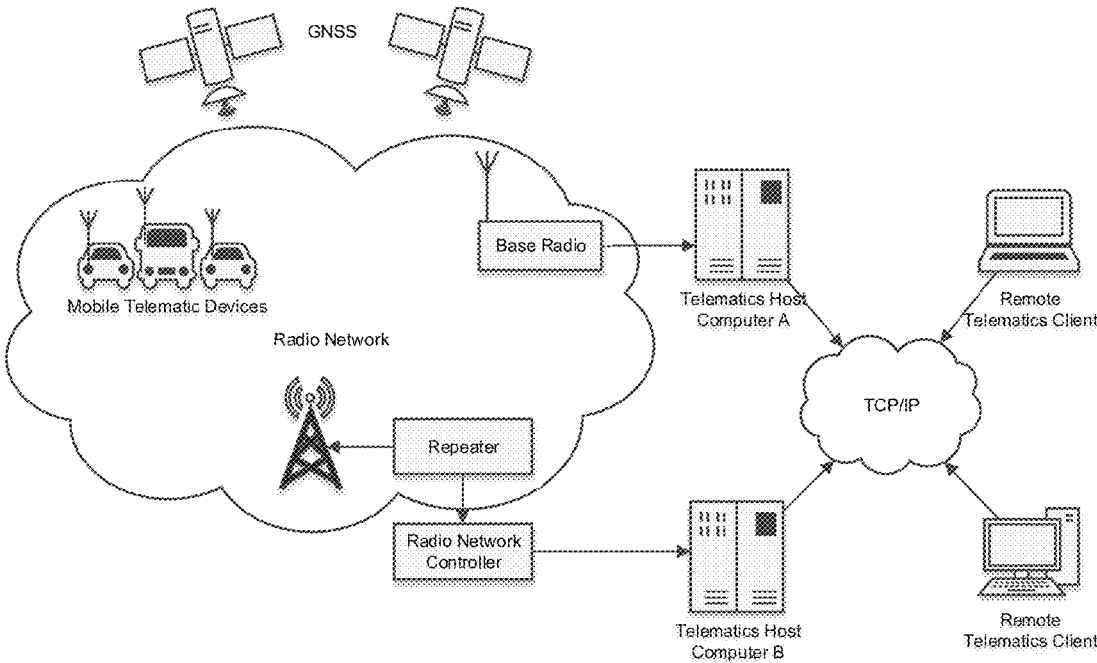 GNSS
Base Radio
Mobile Telematic Devices
Telematics Host
Computer A
Remote
Telematics Client
Radio Network
TCP/IP
Repeater
Radio Network
Controller
Telematics Host
Computer B
Remote
Telematics Client